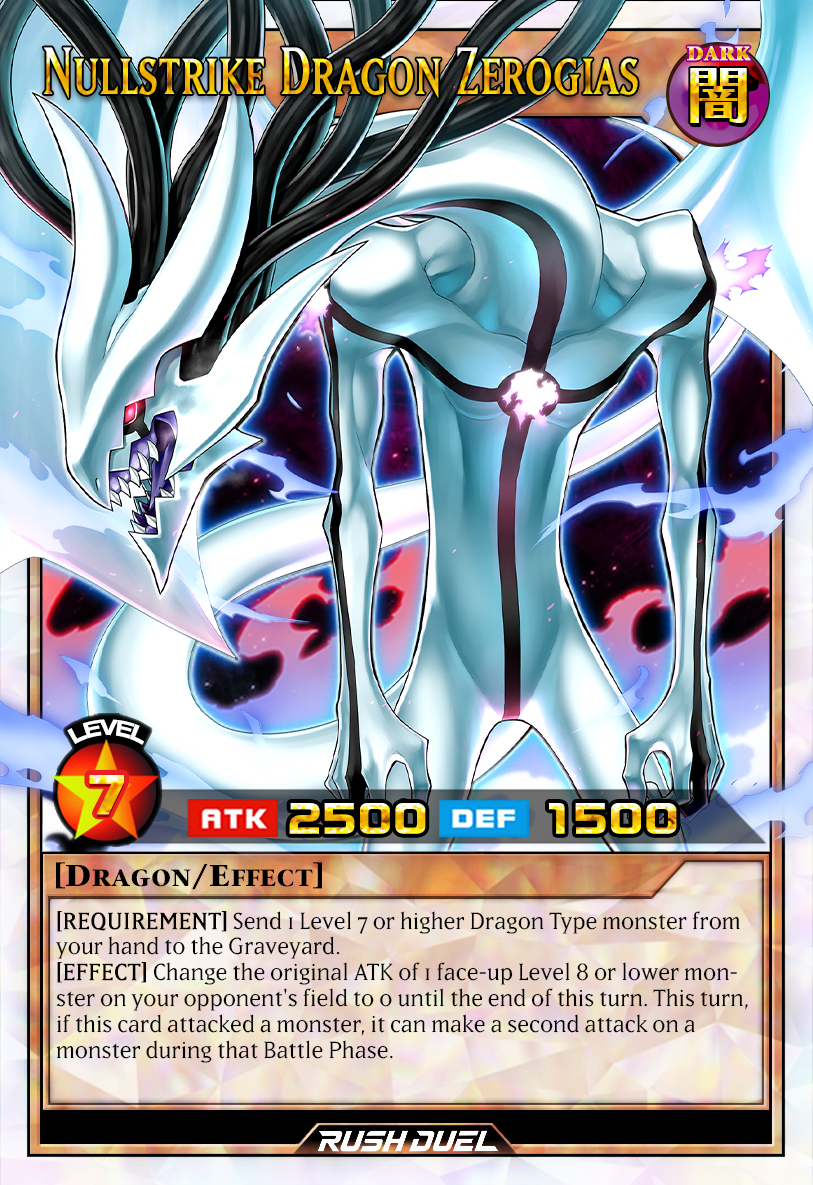 NULLSTRIKE DRAGON ZEROGIAS
DARK
闇
LEVEL
7
ATK 2500 DEF 1500
[DRAGON/EFFECT]
[REQUIREMENT] Send 1 Level 7 or higher Dragon Type monster from
your hand to the Graveyard.
[EFFECT] Change the original ATK of 1 face-up Level 8 or lower mon-
ster on your opponent's field to 0 until the end of this turn. This turn,
if this card attacked a monster, it can make a second attack on a
monster during that Battle Phase.
RUSH DUEL